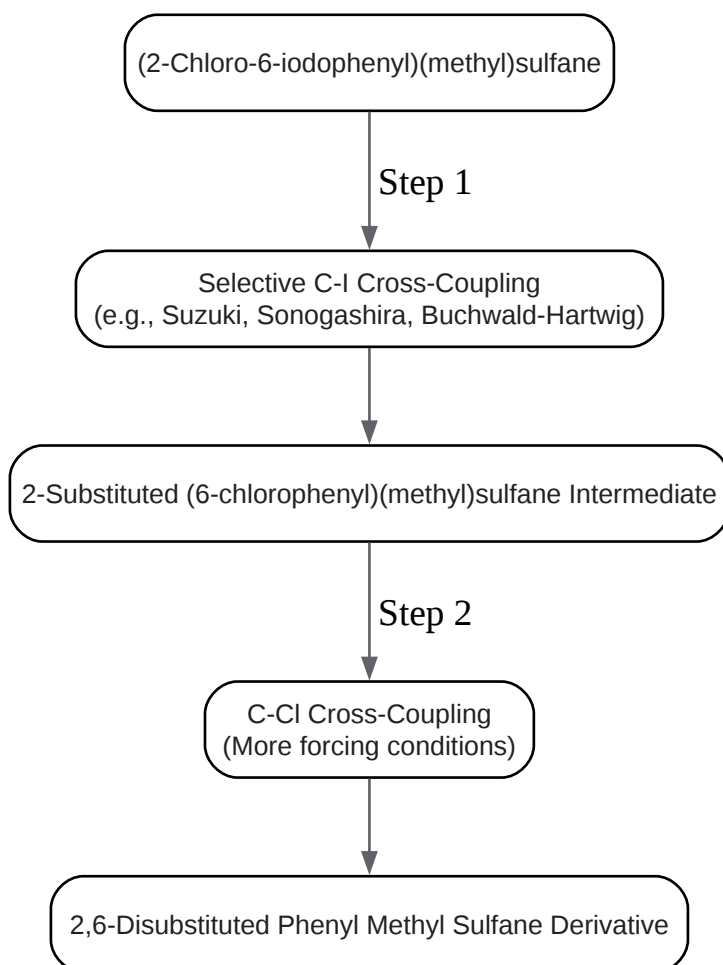 (2-Chloro-6-iodophenyl)(methyl)sulfane
Step 1
Selective C-I Cross-Coupling
(e.g., Suzuki, Sonogashira, Buchwald-Hartwig)
2-Substituted (6-chlorophenyl)(methyl)sulfane Intermediate
Step 2
C-Cl Cross-Coupling
(More forcing conditions)
2,6-Disubstituted Phenyl Methyl Sulfane Derivative